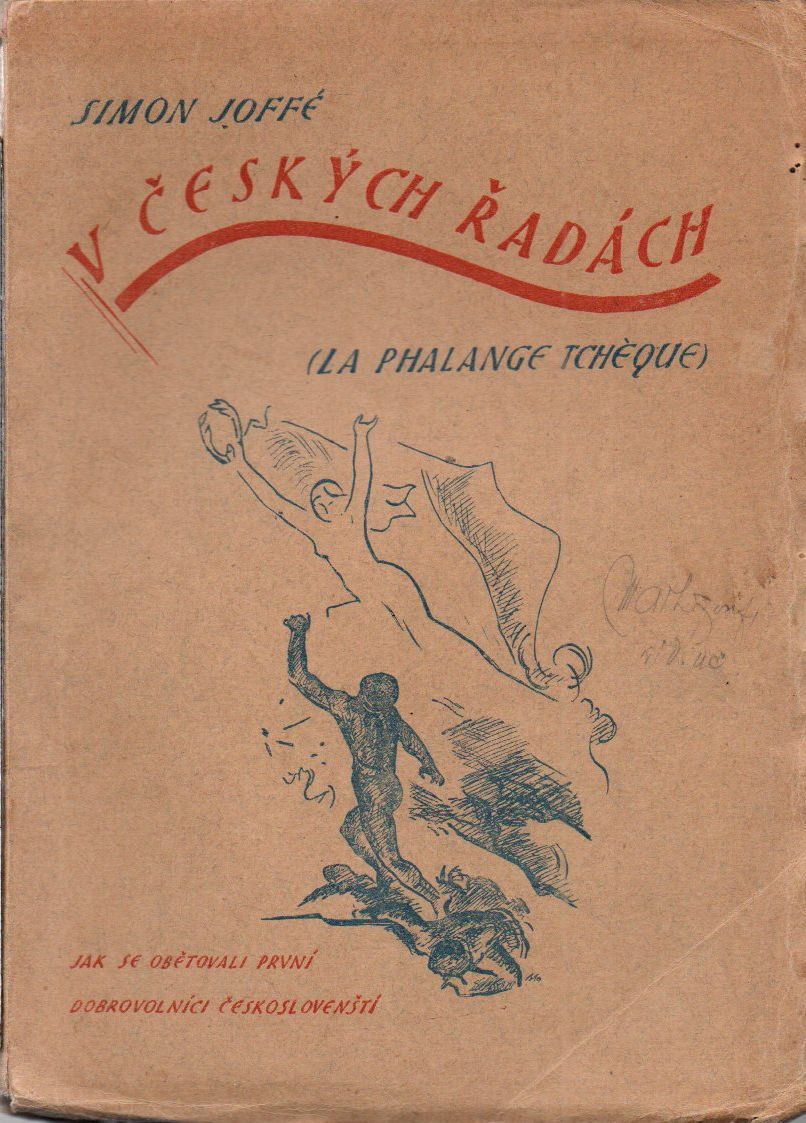 SIMON JOFFÉ
V ČESKÝCH ŘADÁCH
(LA PHALANGE TCHÈQUE)
JAK SE OBĚTOVALI PRVNÍ
DOBROVOLNÍCI ČESKOSLOVENŠTÍ